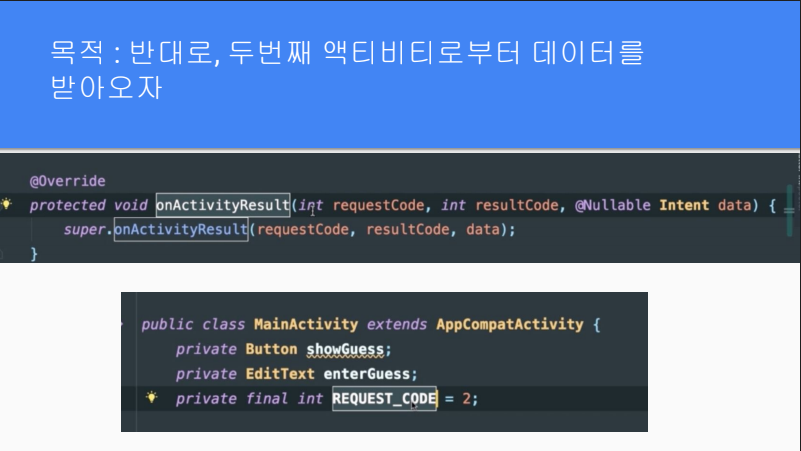 목적 : 반대로, 두번째 액티비티로부터 데이터를
받아오자
@Override
protected void onActivityResult(int requestCode, int resultCode, @Nullable Intent data) {
super.onActivityResult(requestCode, resultCode, data);
}
public class MainActivity extends AppCompatActivity {
private Button showGuess;
private EditText enterGuess;
private final int REQUEST_CODE = 2;